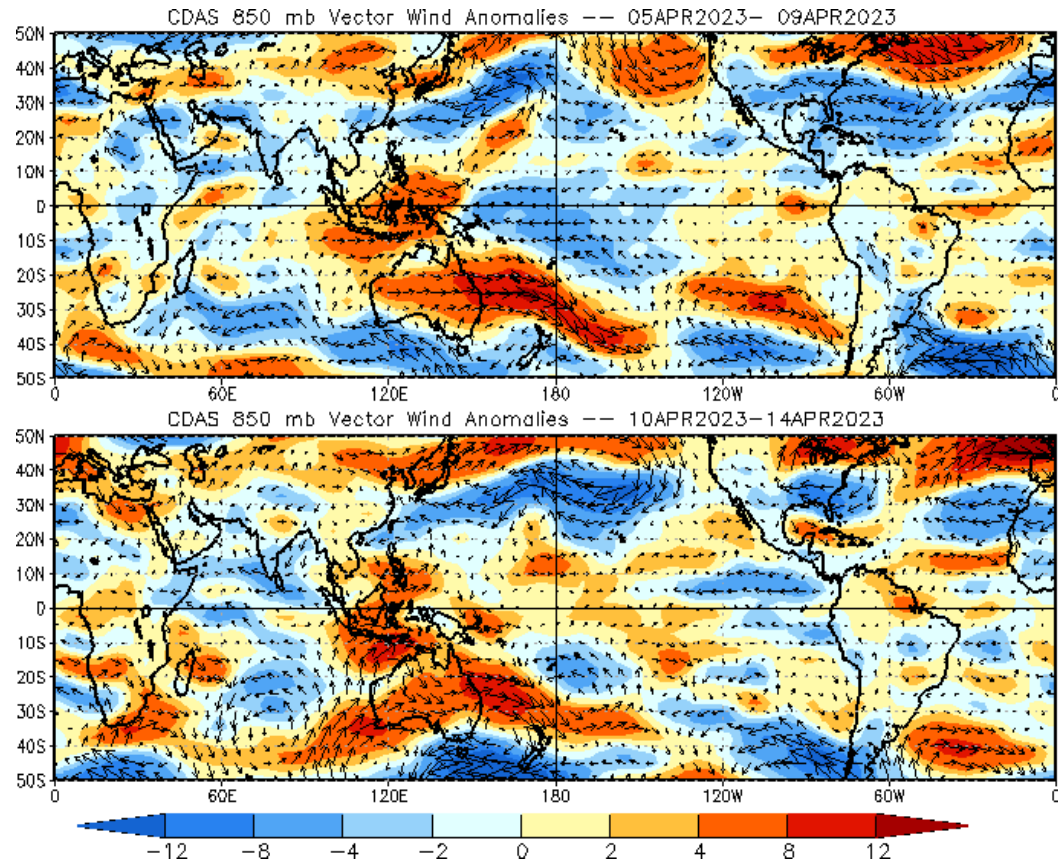 CDAS 850 mb Vector Wind Anomalies -- 05APR2023- 09APR2023
50N
40N
30N
20N
10N
0
10S
20S
30S
40S
50S
0 60E 120E 180 120W 60W 0
CDAS 850 mb Vector Wind Anomalies -- 10APR2023-14APR2023
50N
40N
30N
20N
10N
0
10S
20S
30S
40S
50S
0 60E 120E 180 120W 60W 0
-12 -8 -4 -2 0 2 4 8 12